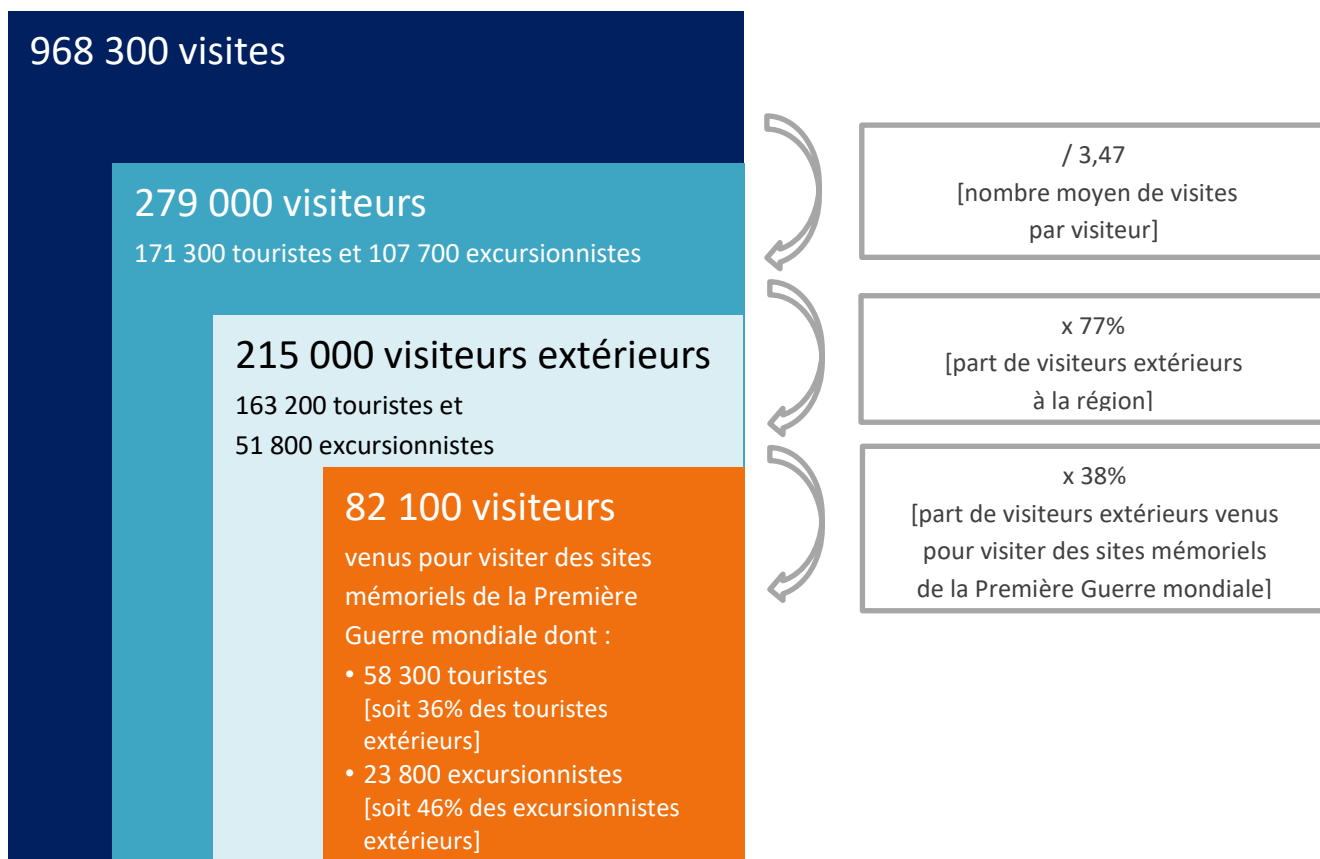 968 300 visites
279 000 visiteurs
171 300 touristes et 107 700 excursionnistes
215 000 visiteurs extérieurs
163 200 touristes et
51 800 excursionnistes
82 100 visiteurs
venus pour visiter des sites
mémoriels de la Première
Guerre mondiale dont :
• 58 300 touristes
[soit 36% des touristes
extérieurs]
• 23 800 excursionnistes
[soit 46% des excursionnistes
extérieurs]
/ 3,47
[nombre moyen de visites
par visiteur]
x 77%
[part de visiteurs extérieurs
à la région]
x 38%
[part de visiteurs extérieurs venus
pour visiter des sites mémoriels
de la Première Guerre mondiale]